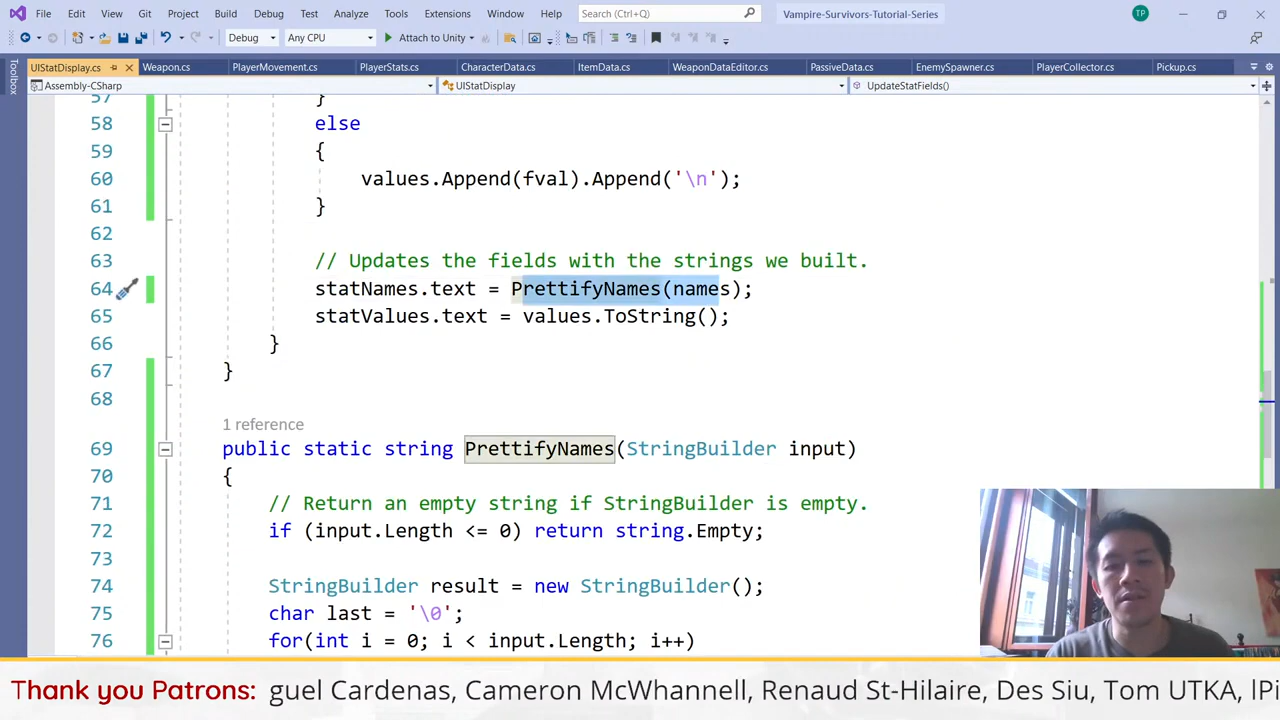 File Edit View Git Project Build Debug Test Analyze Tools Extensions Window Help Search (Ctrl+Q) Vampire-Survivors-Tutorial-Series TP
Debug Any CPU Attach to Unity
UIStatDisplay.cs Weapon.cs PlayerMovement.cs PlayerStats.cs CharacterData.cs ItemData.cs WeaponDataEditor.cs PassiveData.cs EnemySpawner.cs PlayerCollector.cs Pickup.cs
Toolbox
Assembly-CSharp UIStatDisplay UpdateStatFields()
57 }
58 else
59 {
60 values.Append(fval).Append('\n');
61 }
62
63 // Updates the fields with the strings we built.
64 statNames.text = PrettifyNames(names);
65 statValues.text = values.ToString();
66 }
67 }
68
1 reference
69 public static string PrettifyNames(StringBuilder input)
70 {
71 // Return an empty string if StringBuilder is empty.
72 if (input.Length <= 0) return string.Empty;
73
74 StringBuilder result = new StringBuilder();
75 char last = '\0';
76 for(int i = 0; i < input.Length; i++)
Thank you Patrons: guel Cardenas, Cameron McWhannell, Renaud St-Hilaire, Des Siu, Tom UTKA, lPi